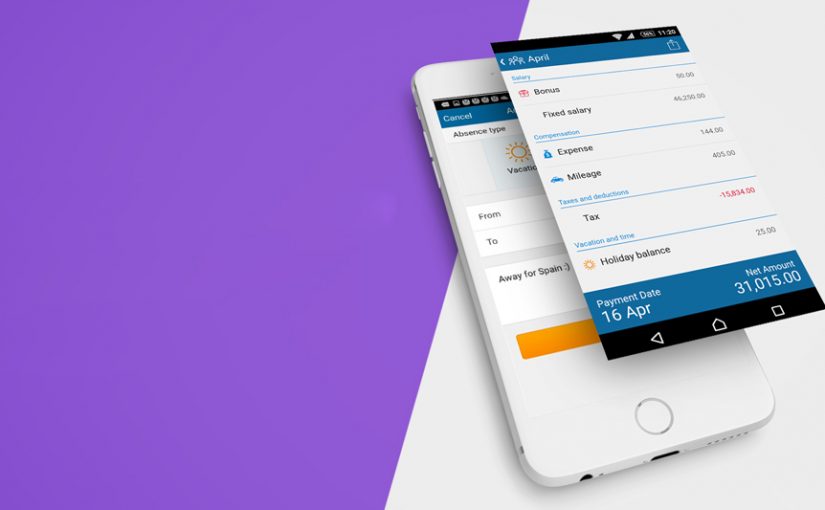 Cancel
Absence type
From
To
Away for Spain :)
11:20
April
Salary
Bonus 50.00
Fixed salary 46,250.00
Compensation
Expense 144.00
Mileage 405.00
Taxes and deductions
Tax -15,834.00
Vacation and time
Holiday balance 25.00
Payment Date Net Amount
16 Apr 31,015.00